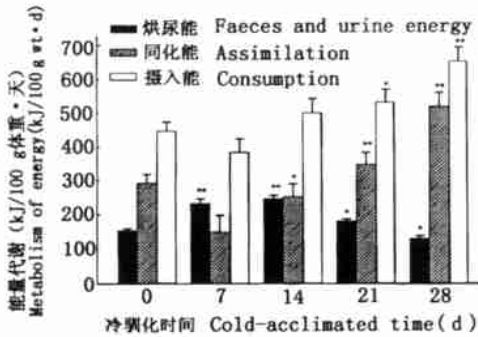 烘尿能 Faeces and urine energy
同化能 Assimilation
摄入能 Consumption
能量代谢 (kJ/100 g体重·天)
Metabolism of energy(kJ/100 g wt·d)
700
600
500
400
300
200
100
0
** ** * ** * * ** * ** **
0 7 14 21 28
冷驯化时间 Cold-acclimated time(d)